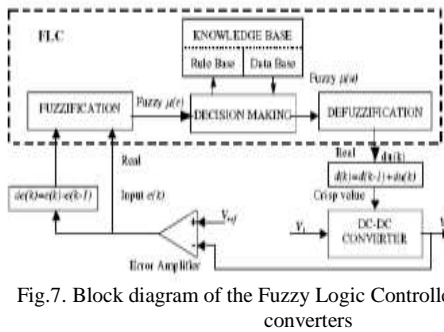 FLC
KNOWLEDGE BASE
Rule Base Data Base
Fuzzy μ(u)
FUZZIFICATION
Fuzzy μ(e)
DECISION MAKING
DEFUZZIFICATION
Real
Real du(k)
de(k)=e(k)-e(k-1)
Input e(k)
d(k)=d(k-1)+du(k)
Crisp value
Vref
Vi
DC-DC
CONVERTER
Error Amplifier
Fig.7. Block diagram of the Fuzzy Logic Controlle
converters